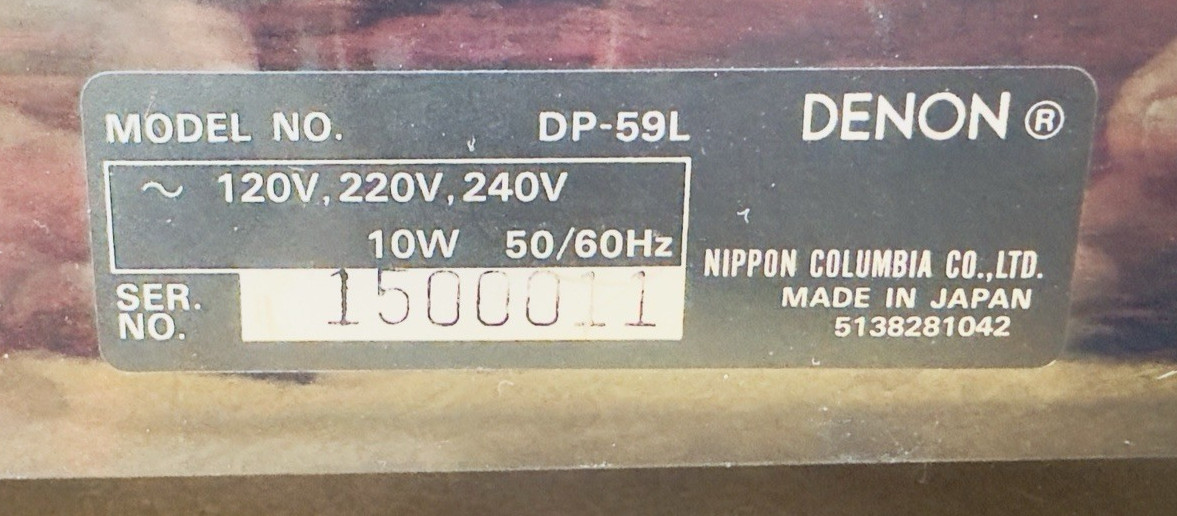 MODEL NO. DP-59L
DENON ®
~ 120V, 220V, 240V
10W 50/60Hz
SER. NO. 1500011
NIPPON COLUMBIA CO.,LTD.
MADE IN JAPAN
5138281042